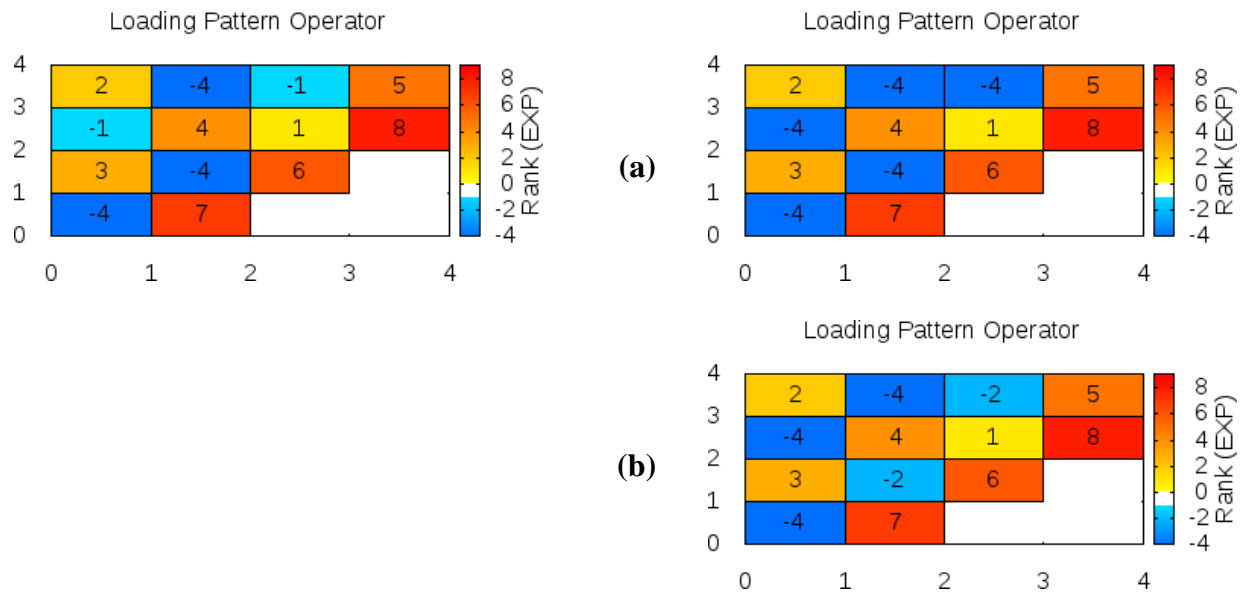 Loading Pattern Operator
4 2 -4 -1 5 8
3 6
-1 4 1 8 4
2 2
3 -4 6 0
1 -2
-4 7 -4
0
0 1 2 3 4
Rank (EXP)
(a)
Loading Pattern Operator
4 2 -4 -4 5 8
3 6
-4 4 1 8 4
2 2
3 -4 6 0
1 -2
-4 7 -4
0
0 1 2 3 4
Rank (EXP)
(b)
Loading Pattern Operator
4 2 -4 -2 5 8
3 6
-4 4 1 8 4
2 2
3 -2 6 0
1 -2
-4 7 -4
0
0 1 2 3 4
Rank (EXP)